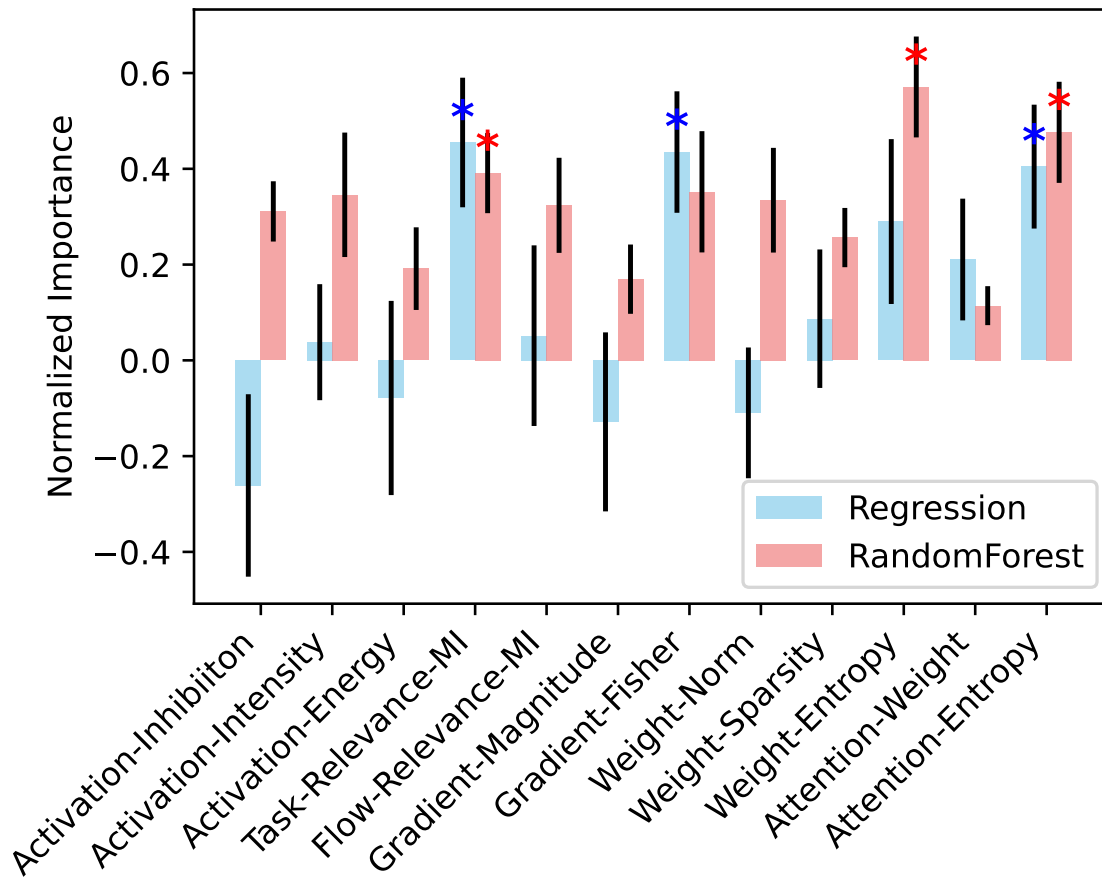 Normalized Importance
0.6
0.4
0.2
0.0
−0.2
−0.4
Regression
RandomForest
Activation-Inhibiiton
Activation-Intensity
Activation-Energy
Task-Relevance-MI
Flow-Relevance-MI
Gradient-Magnitude
Gradient-Fisher
Weight-Norm
Weight-Sparsity
Weight-Entropy
Attention-Weight
Attention-Entropy